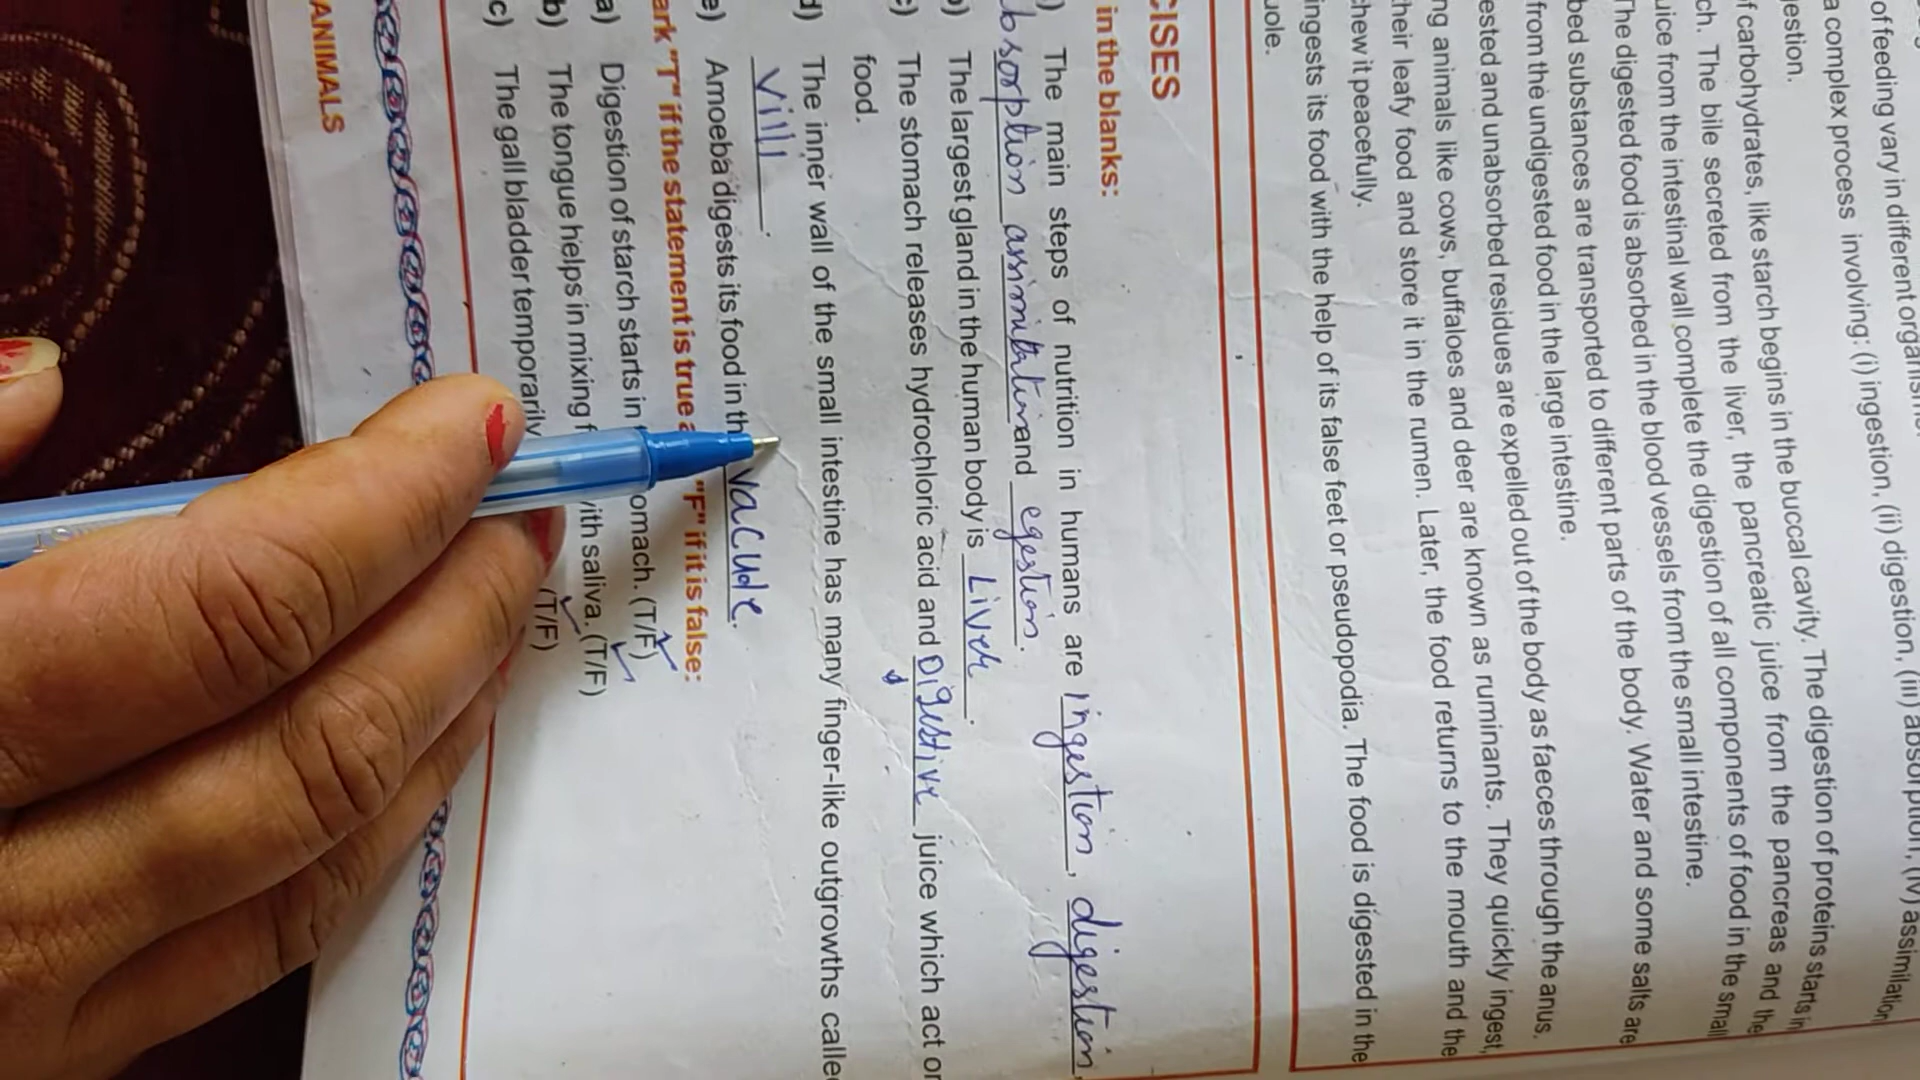 of feeding vary in different
a complex process involving: (i) ingestion, (ii) digestion, (iii) absorption, (iv) assimilation
gestion.
f carbohydrates, like starch begins in the buccal cavity. The digestion of proteins starts in
ch. The bile secreted from the liver, the pancreatic juice from the pancreas and the
uice from the intestinal wall complete the digestion of all components of food in the small
The digested food is absorbed in the blood vessels from the small intestine.
bed substances are transported to different parts of the body. Water and some salts are
from the undigested food in the large intestine.
ested and unabsorbed residues are expelled out of the body as faeces through the anus.
ng animals like cows, buffaloes and deer are known as ruminants. They quickly ingest,
their leafy food and store it in the rumen. Later, the food returns to the mouth and the
chew it peacefully.
ingests its food with the help of its false feet or pseudopodia. The food is digested in the
uole.
CISES
in the blanks:
) The main steps of nutrition in humans are ingestion, digestion,
bsorption assimilation and egestion.
b) The largest gland in the human body is Liver.
c) The stomach releases hydrochloric acid and Digestive juice which act on
food.
d) The inner wall of the small intestine has many finger-like outgrowths called
villi.
e) Amoeba digests its food in th vacuole.
ark "T" if the statement is true a "F" if it is false:
a) Digestion of starch starts in omach. (T/F)
b) The tongue helps in mixing f ith saliva. (T/F)
c) The gall bladder temporarily (T/F)
ANIMALS